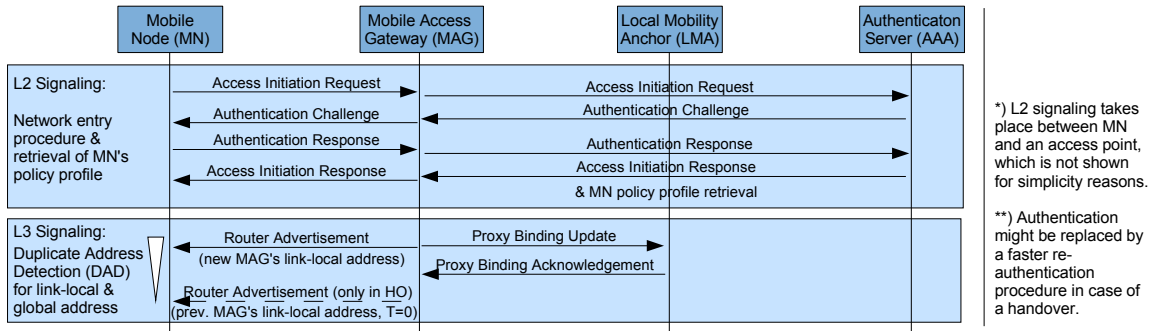 Mobile
Node (MN)
Mobile Access
Gateway (MAG)
Local Mobility
Anchor (LMA)
Authenticaton
Server (AAA)
L2 Signaling:
Network entry
procedure &
retrieval of MN's
policy profile
Access Initiation Request
Access Initiation Request
Authentication Challenge
Authentication Challenge
Authentication Response
Authentication Response
Access Initiation Response
Access Initiation Response
& MN policy profile retrieval
L3 Signaling:
Duplicate Address
Detection (DAD)
for link-local &
global address
Router Advertisement
(new MAG's link-local address)
Proxy Binding Update
Proxy Binding Acknowledgement
Router Advertisement (only in HO)
(prev. MAG's link-local address, T=0)
*) L2 signaling takes
place between MN
and an access point,
which is not shown
for simplicity reasons.
**) Authentication
might be replaced by
a faster re-
authentication
procedure in case of
a handover.